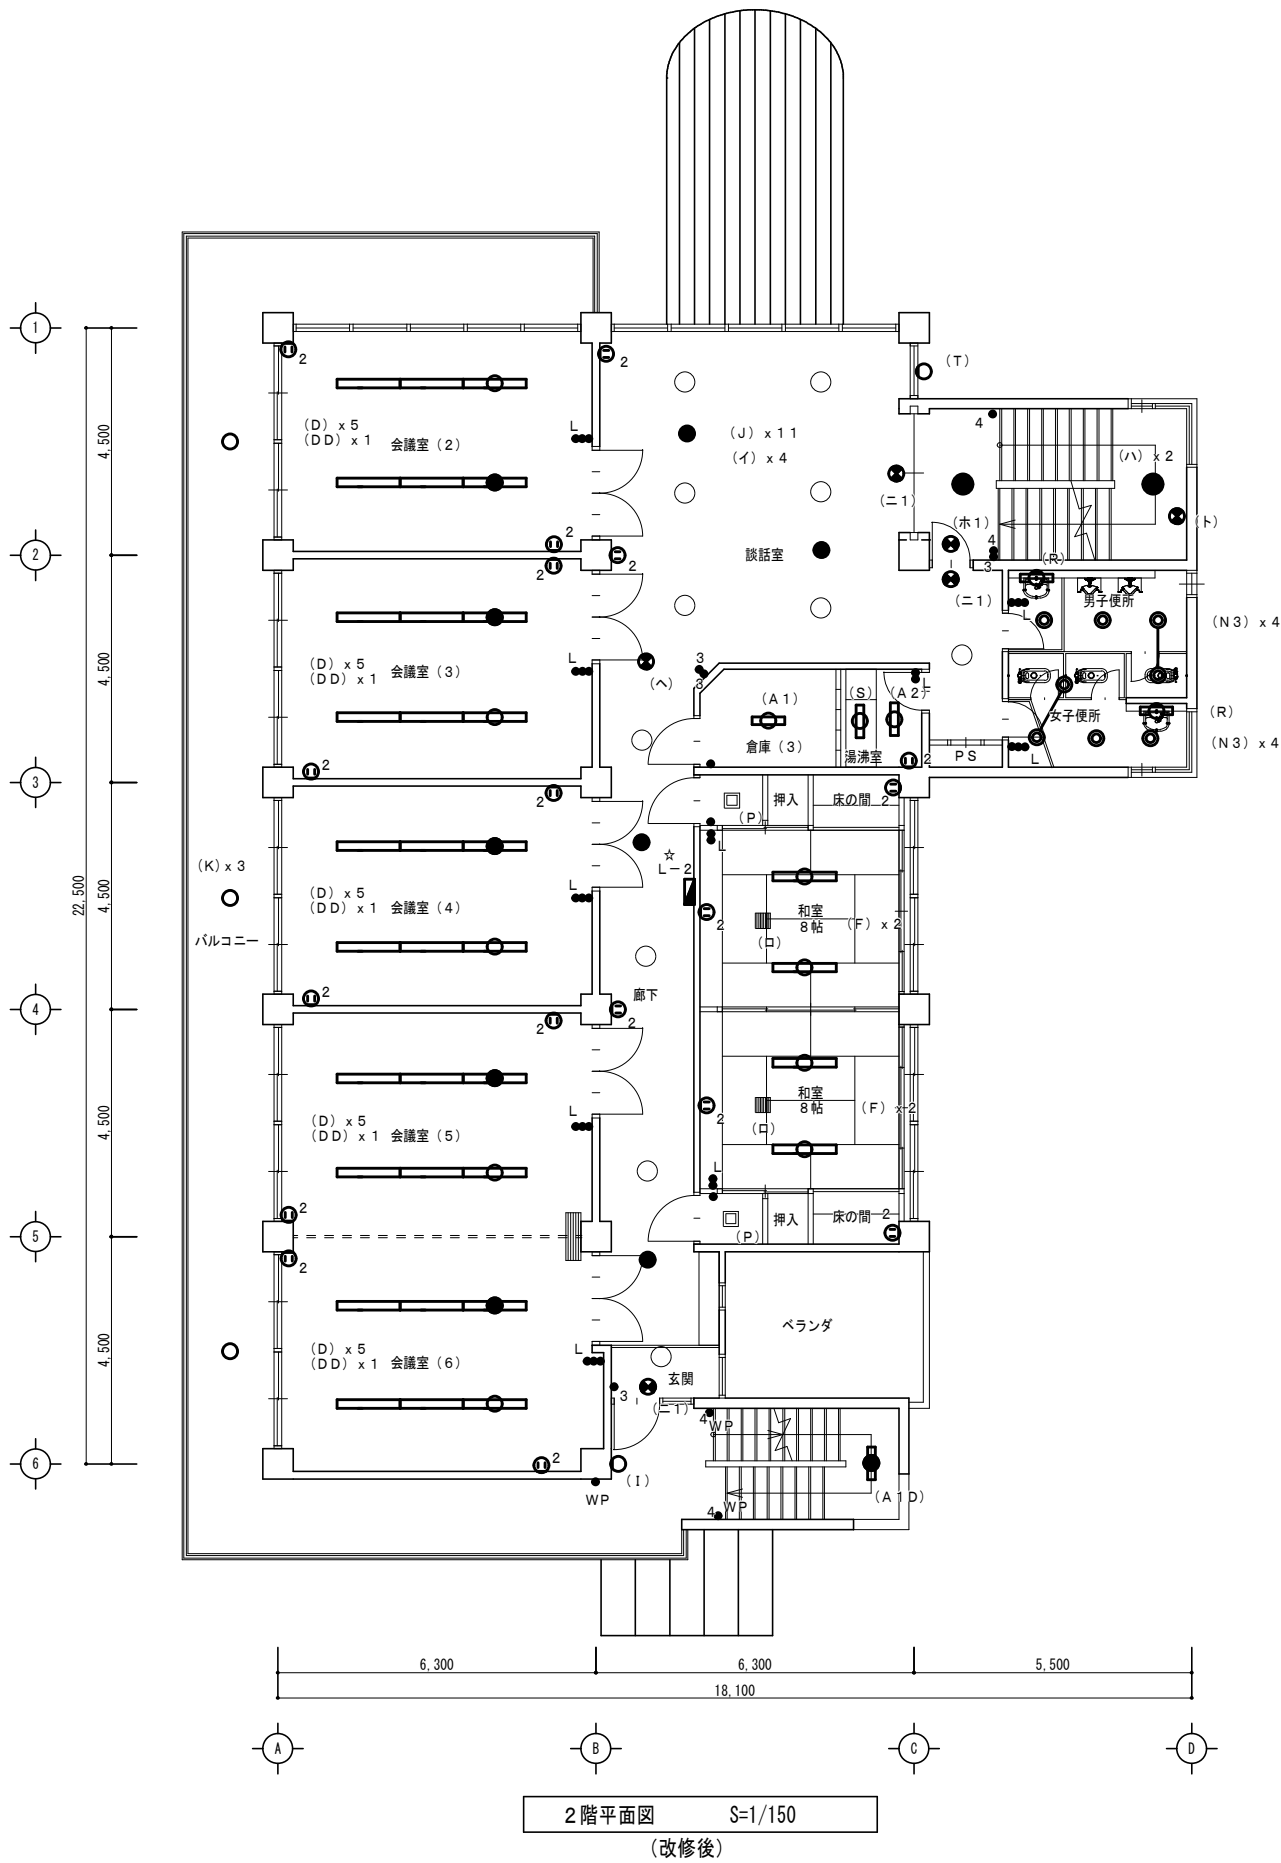 1
(T)
2
2
(D) x 5
(DD) x 1 会議室 (2)
L
(J) x 11
(イ) x 4
4
(ハ) x 2
4,500
(ニ1)
(ホ1)
(ト)
2
2
2
談話室
4
3
(R)
(ニ1)
男子便所
L
(N3) x 4
4,500
(D) x 5
(DD) x 1 会議室 (3)
L
(ヘ)
3
3
(A1)
(S)
(A2)
L
女子便所
(R)
(N3) x 4
倉庫 (3)
湯沸室
2
PS
L
3
2
2
(P)
押入
床の間
2
(K) x 3
バルコニー
22,500
4,500
(D) x 5
(DD) x 1 会議室 (4)
L
☆
L-2
L
2
和室
8帖
(F) x 2
(ロ)
4
2
2
2
廊下
4,500
(D) x 5
(DD) x 1 会議室 (5)
L
2
和室
8帖
(F) x 2
(ロ)
L
5
2
2
(P)
押入
床の間
2
4,500
(D) x 5
(DD) x 1 会議室 (6)
L
玄関
3
(ニ1)
ベランダ
4
WP
6
2
WP
(I)
4
WP
(A1D)
6,300
6,300
5,500
18,100
A
B
C
D
2階平面図 S=1/150
(改修後)